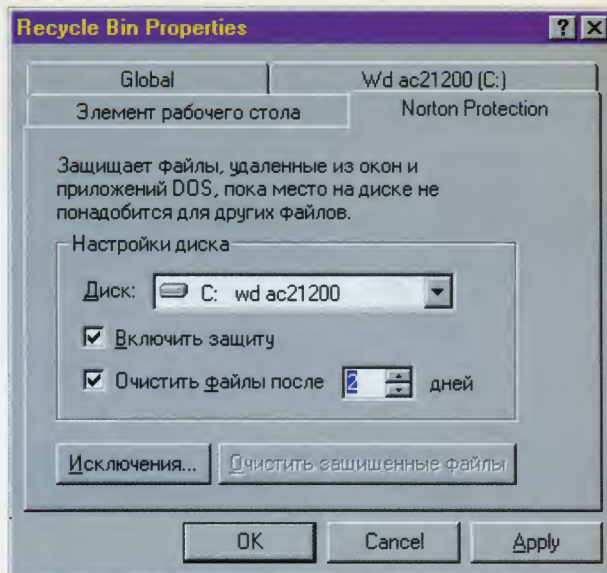 Recycle Bin Properties
Global
Wd ac21200 (C:)
Элемент рабочего стола
Norton Protection
Защищает файлы, удаленные из окон и
приложений DOS, пока место на диске не
понадобится для других файлов.
Настройки диска
Диск: C: wd ac21200
Включить защиту
Очистить файлы после 2 дней
Исключения... Очистить защищенные файлы
OK Cancel Apply